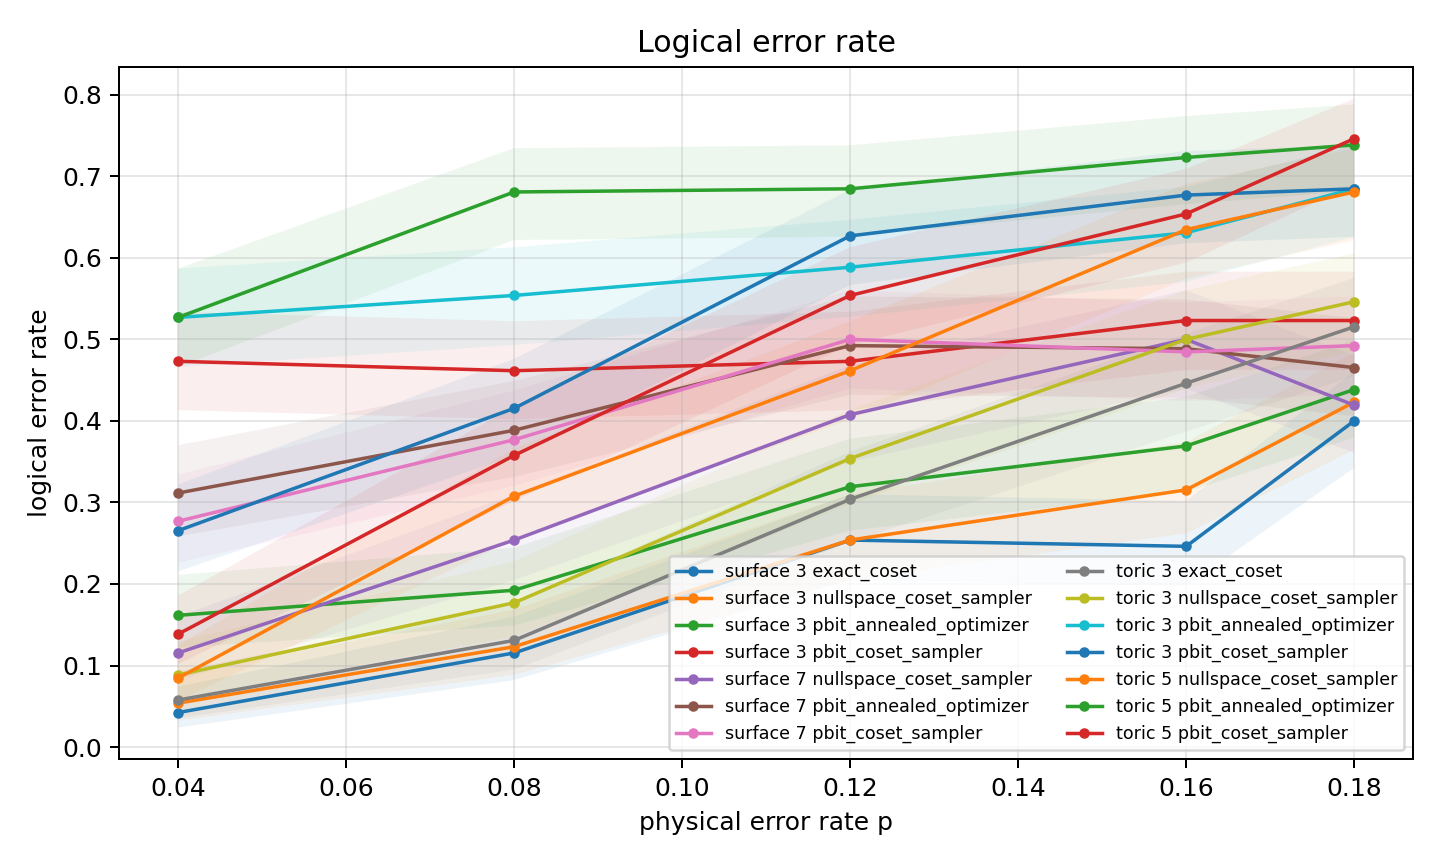 Logical error rate
logical error rate
0.8
0.7
0.6
0.5
0.4
0.3
0.2
0.1
0.0
surface 3 exact_coset
surface 3 nullspace_coset_sampler
surface 3 pbit_annealed_optimizer
surface 3 pbit_coset_sampler
surface 7 nullspace_coset_sampler
surface 7 pbit_annealed_optimizer
surface 7 pbit_coset_sampler
toric 3 exact_coset
toric 3 nullspace_coset_sampler
toric 3 pbit_annealed_optimizer
toric 3 pbit_coset_sampler
toric 5 nullspace_coset_sampler
toric 5 pbit_annealed_optimizer
toric 5 pbit_coset_sampler
0.04 0.06 0.08 0.10 0.12 0.14 0.16 0.18
physical error rate p